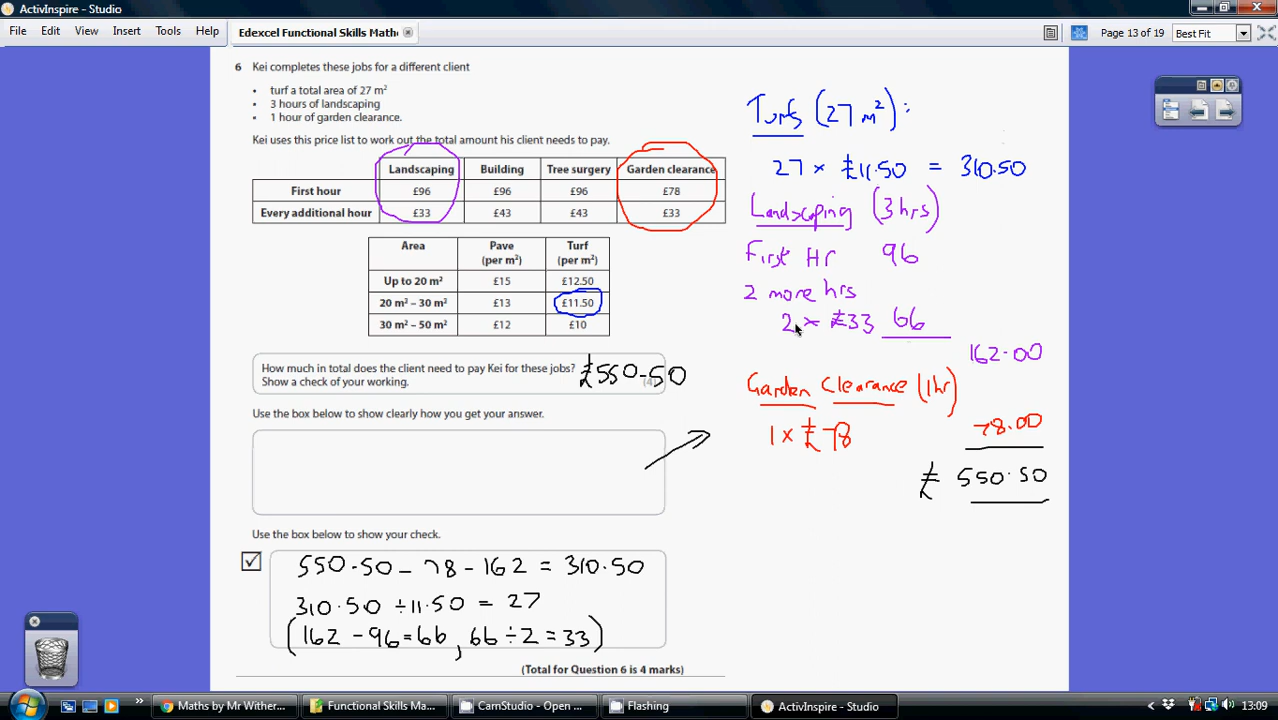 ActivInspire - Studio
File Edit View Insert Tools Help
Edexcel Functional Skills Mathe
Page 13 of 19
Best Fit
6 Kei completes these jobs for a different client
• turf a total area of 27 m²
• 3 hours of landscaping
• 1 hour of garden clearance.
Kei uses this price list to work out the total amount his client needs to pay.
Landscaping Building Tree surgery Garden clearance
First hour £96 £96 £96 £78
Every additional hour £33 £43 £43 £33
Area Pave (per m²) Turf (per m²)
Up to 20 m² £15 £12.50
20 m² – 30 m² £13 £11.50
30 m² – 50 m² £12 £10
How much in total does the client need to pay Kei for these jobs? £550.50
Show a check of your working. (4)
Use the box below to show clearly how you get your answer.
Use the box below to show your check.
550.50 - 78 - 162 = 310.50
310.50 ÷ 11.50 = 27
(162 - 96 = 66, 66 ÷ 2 = 33)
(Total for Question 6 is 4 marks)
Turfs (27 m²):
27 × £11.50 = 310.50
Landscaping (3hrs)
First Hr 96
2 more hrs
2 × £33 66
162.00
Garden Clearance (1hr)
1 × £78
78.00
£ 550.50
Maths by Mr Wither...
Functional Skills Ma...
CamStudio - Open ...
Flashing
ActivInspire - Studio
13:09